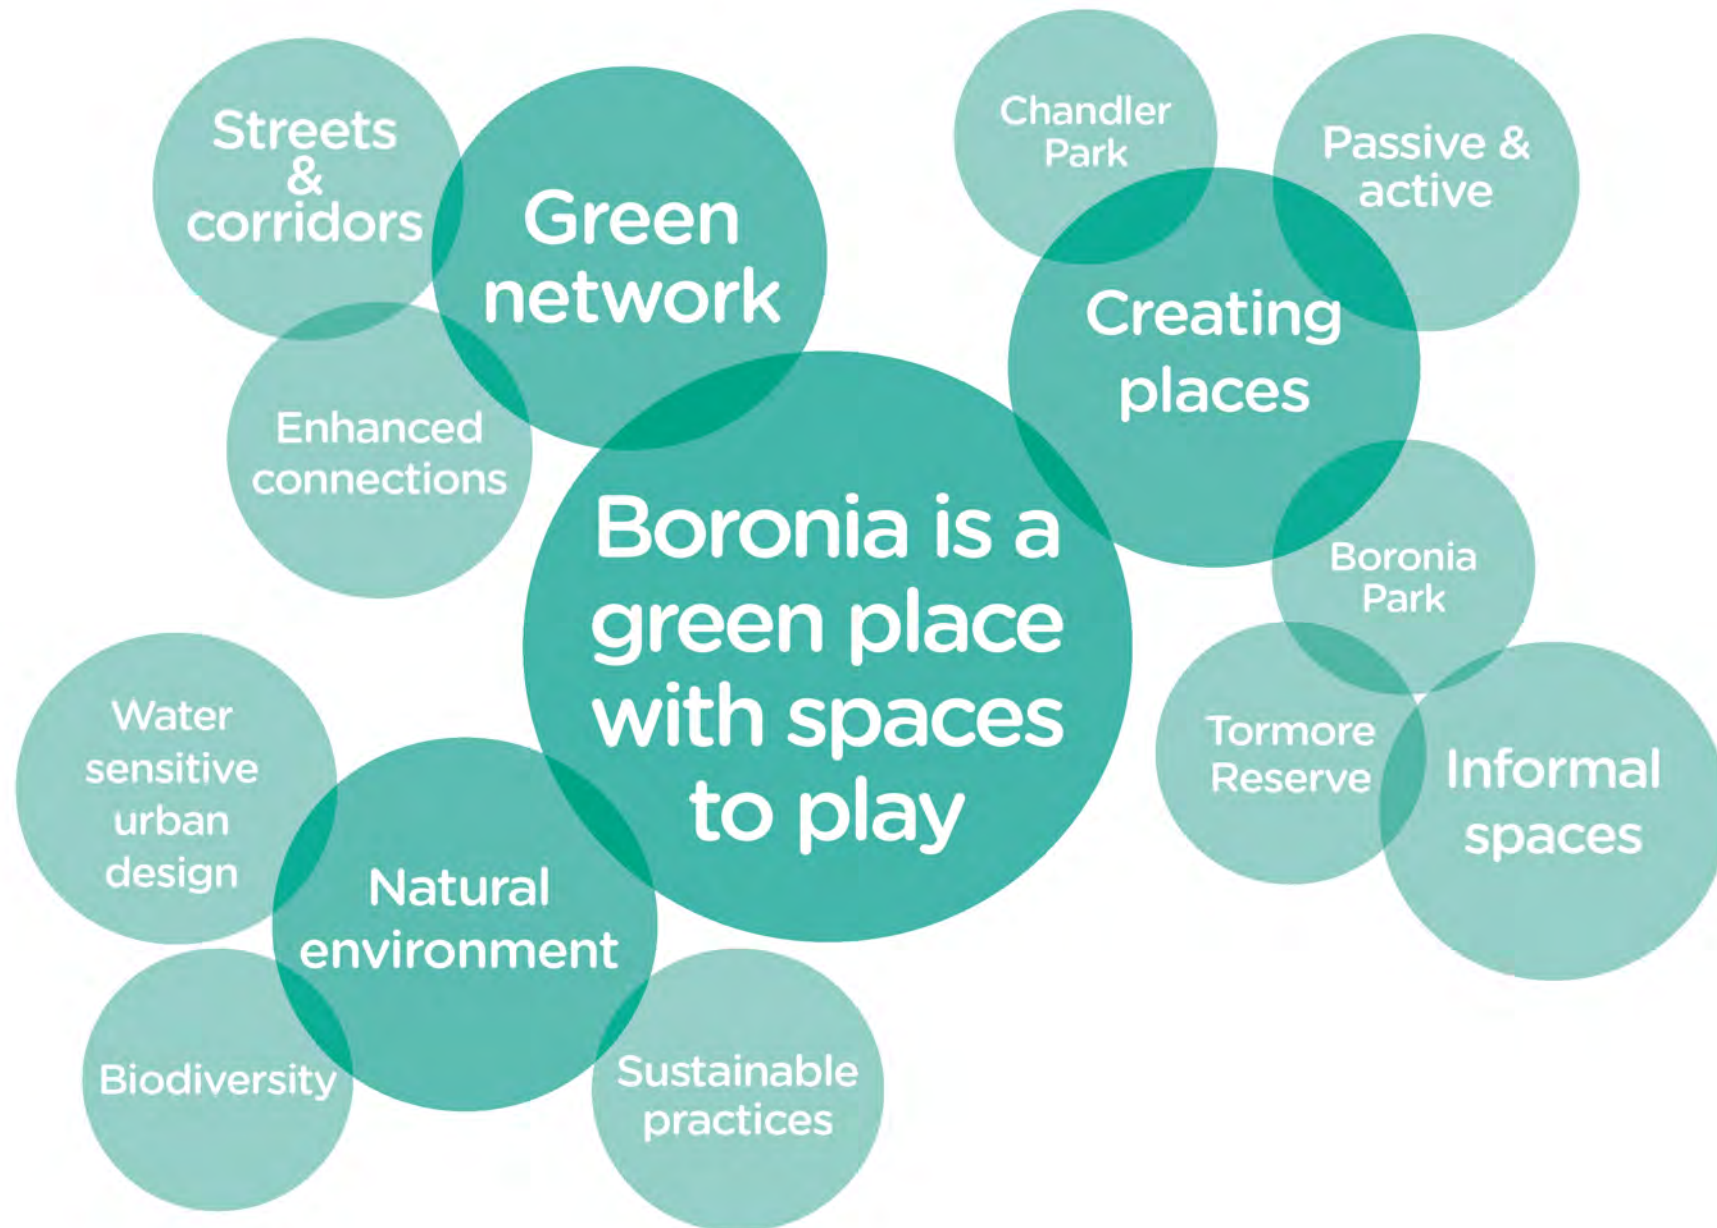 Streets
&
corridors
Green
network
Enhanced
connections
Chandler
Park
Passive &
active
Creating
places
Boronia is a
green place
with spaces
to play
Boronia
Park
Tormore
Reserve
Informal
spaces
Water
sensitive
urban
design
Natural
environment
Biodiversity
Sustainable
practices